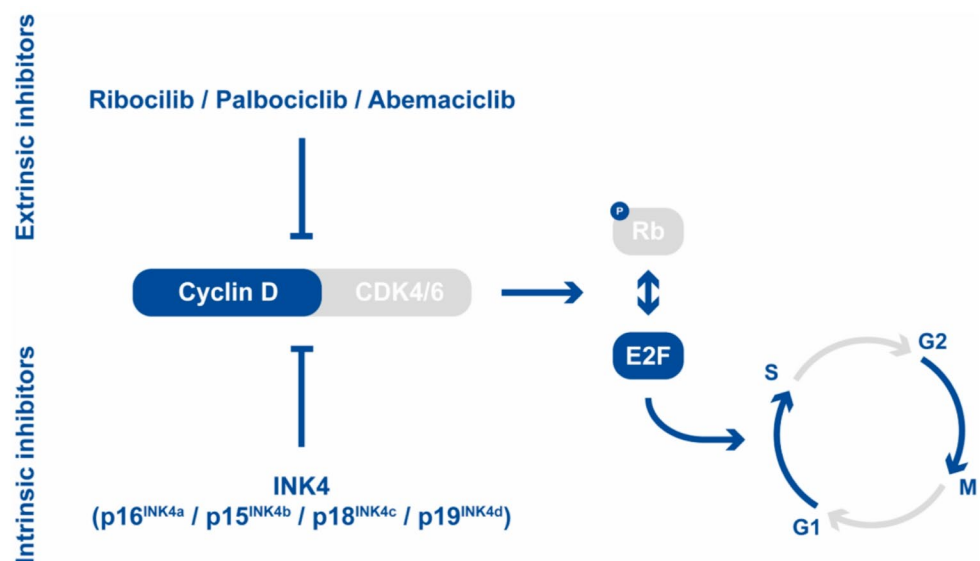 Extrinsic inhibitors
Ribocilib / Palbociclib / Abemaciclib
P
Rb
Cyclin D
CDK4/6
E2F
G2
S
M
G1
Intrinsic inhibitors
INK4
(p16INK4a / p15INK4b / p18INK4c / p19INK4d)